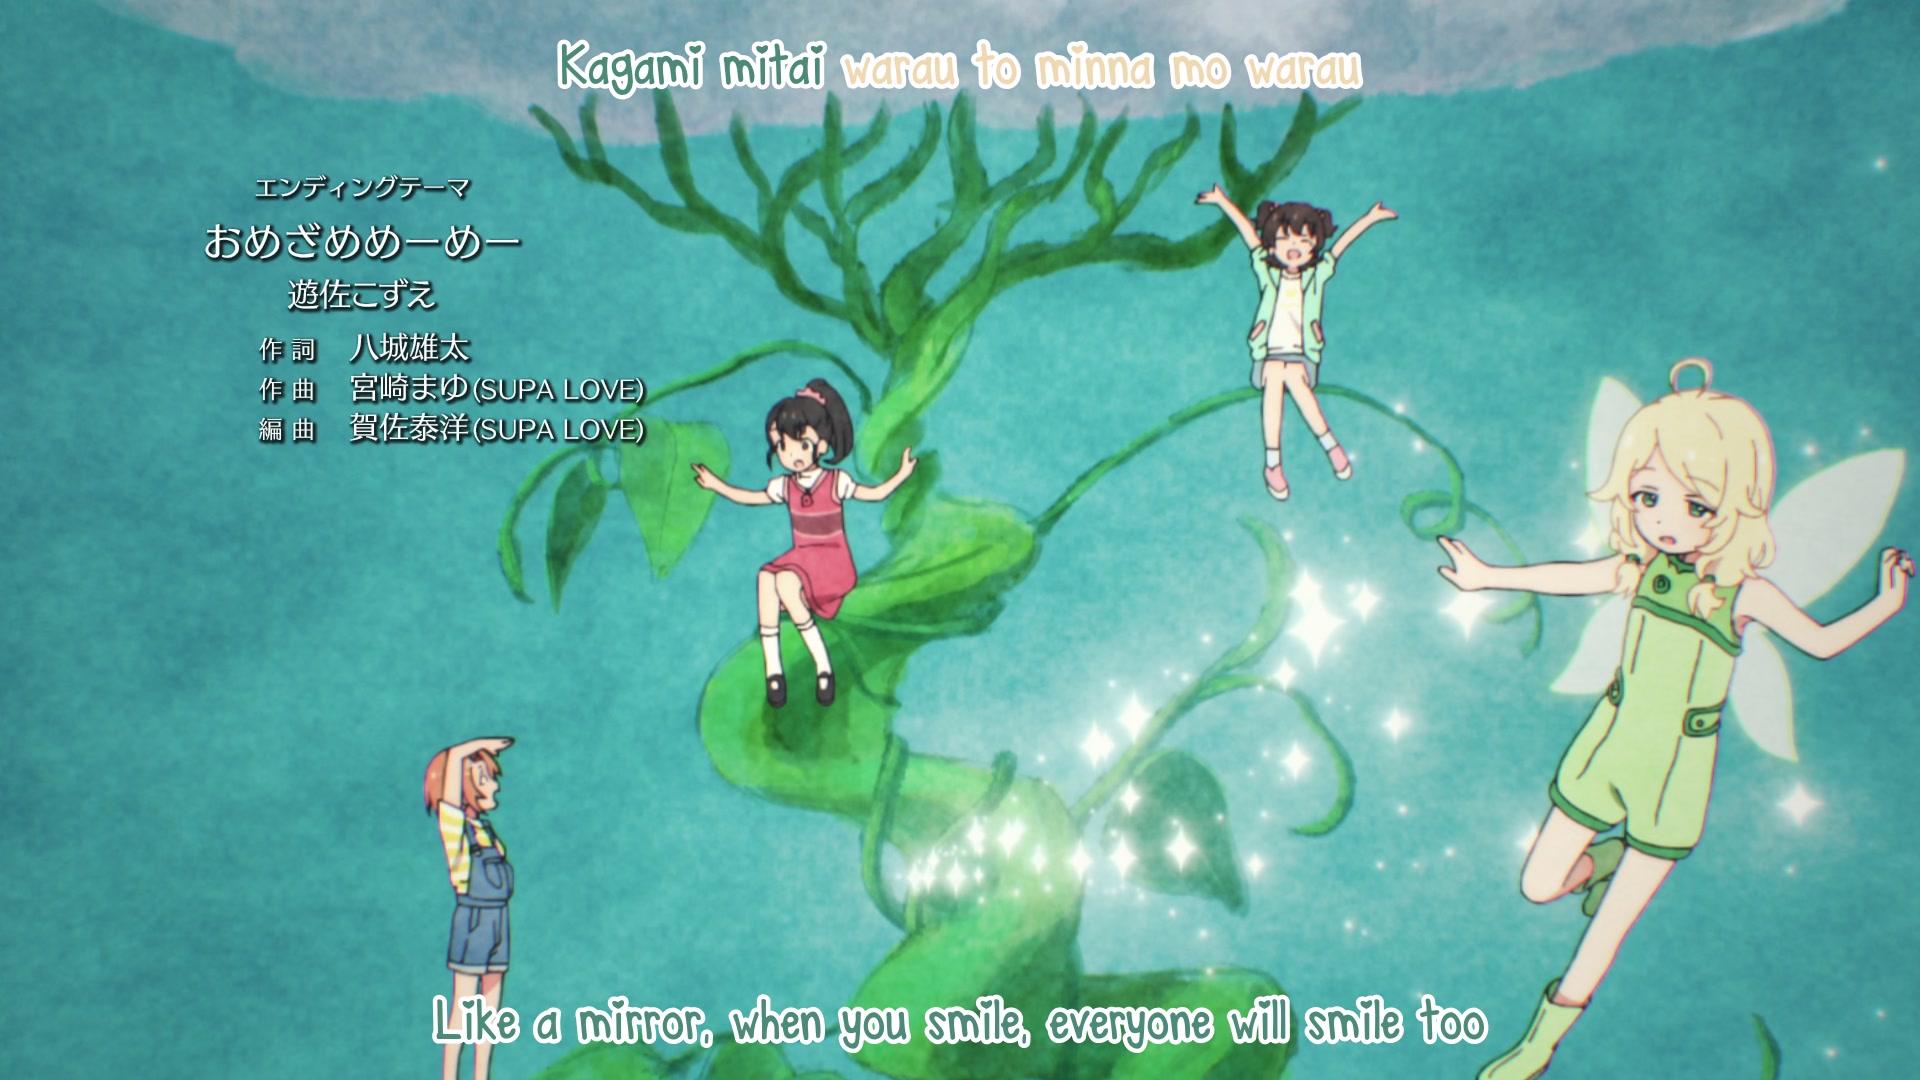 Kagami mitai warau to minna mo warau
エンディングテーマ
おめざめめーめー
遊佐こずえ
作詞 八城雄太
作曲 宮崎まゆ(SUPA LOVE)
編曲 賀佐泰洋(SUPA LOVE)
Like a mirror, when you smile, everyone will smile too